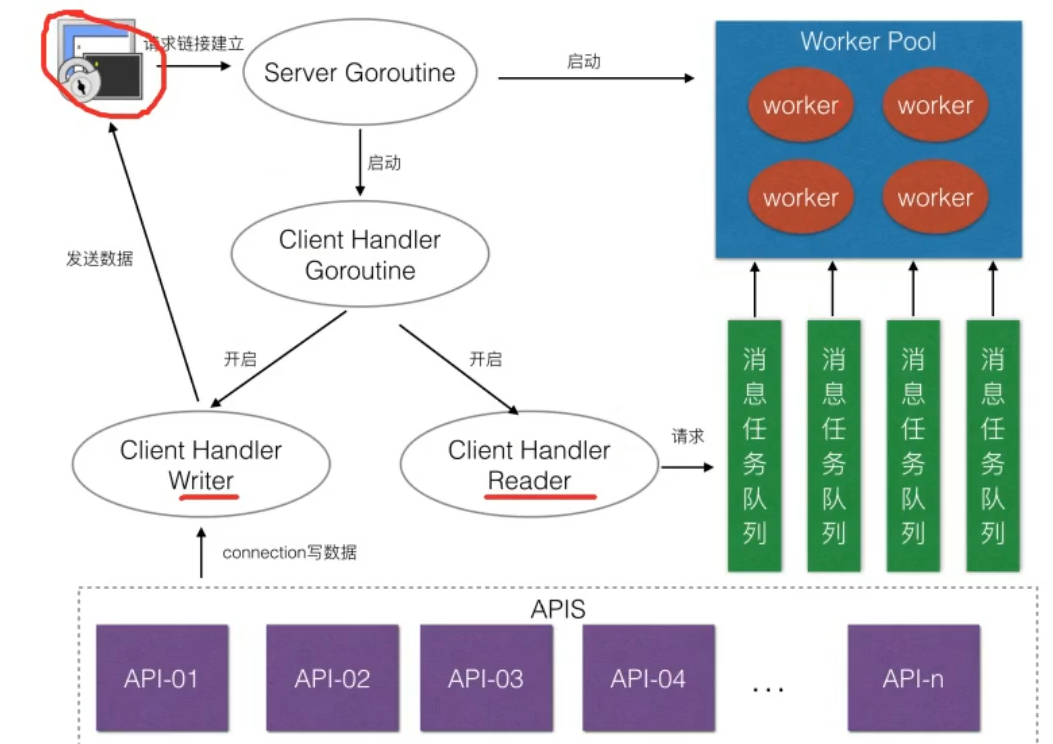 请求链接建立
Server Goroutine
启动
Worker Pool
worker
worker
worker
worker
启动
Client Handler
Goroutine
发送数据
开启
开启
Client Handler
Writer
Client Handler
Reader
请求
消息任务队列
消息任务队列
消息任务队列
消息任务队列
connection写数据
APIS
API-01
API-02
API-03
API-04
...
API-n